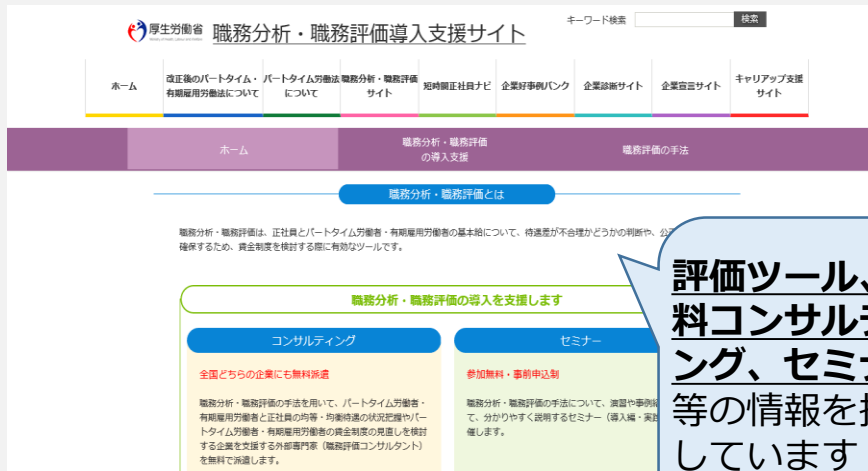 キーワード検索 検索
厚生労働省 職務分析・職務評価導入支援サイト
ホーム
改正後のパートタイム・
有期雇用労働法について
パートタイム労働法
について
職務分析・職務評価
サイト
短時間正社員ナビ
企業好事例バンク
企業診断サイト
企業宣言サイト
キャリアップ支援
サイト
ホーム
職務分析・職務評価
の導入支援
職務評価の手法
職務分析・職務評価とは
職務分析・職務評価は、正社員とパートタイム労働者・有期雇用労働者の基本給について、待遇差が不合理かどうかの判断や、公
確保するため、賃金制度を検討する際に有効なツールです。
職務分析・職務評価の導入を支援します
コンサルティング
全国どちらの企業にも無料派遣
職務分析・職務評価の手法を用いて、パートタイム労働者・
有期雇用労働者と正社員の均等・均衡待遇の状況把握やパー
トタイム労働者・有期雇用労働者の賃金制度の見直しを検討
する企業を支援する外部専門家（職務評価コンサルタント）
を無料で派遣します。
セミナー
参加無料・事前申込制
職務分析・職務評価の手法について、演習や事例
て、分かりやすく説明するセミナー（導入編・実
催します。
評価ツール、
料コンサルテ
ング、セミナ
等の情報を
しています